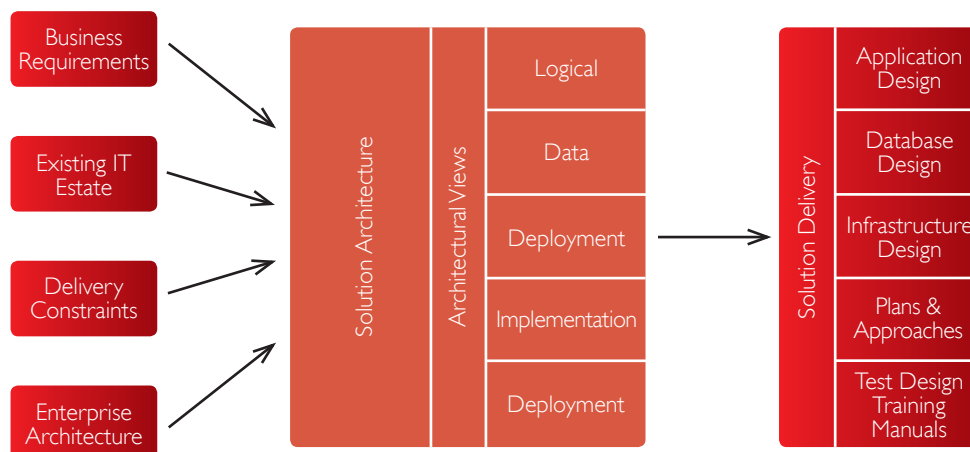 Business
Requirements
Existing IT
Estate
Delivery
Constraints
Enterprise
Architecture
Solution Architecture
Architectural Views
Logical
Data
Deployment
Implementation
Deployment
Solution Delivery
Application
Design
Database
Design
Infrastructure
Design
Plans &
Approaches
Test Design
Training
Manuals